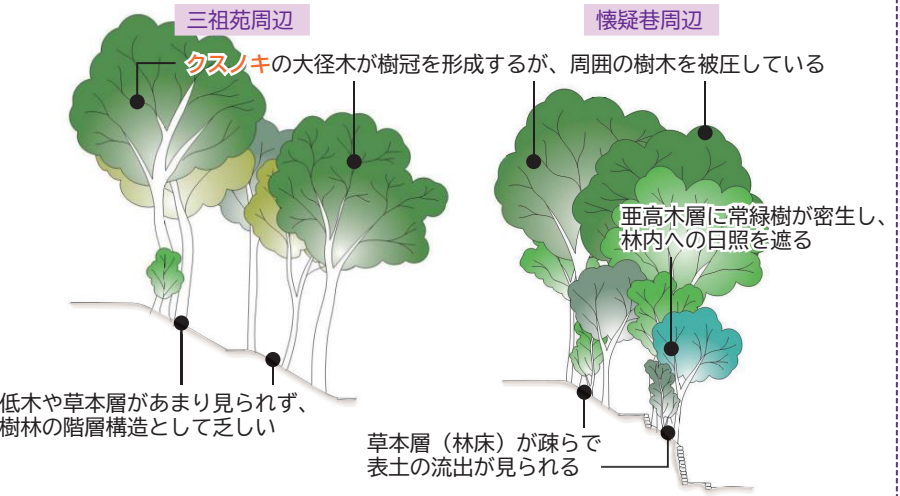 三祖苑周辺
懐疑巷周辺
クスノキの大径木が樹冠を形成するが、周囲の樹木を被圧している
亜高木層に常緑樹が密生し、
林内への日照を遮る
低木や草本層があまり見られず、
樹林の階層構造として乏しい
草本層（林床）が疎らで
表土の流出が見られる